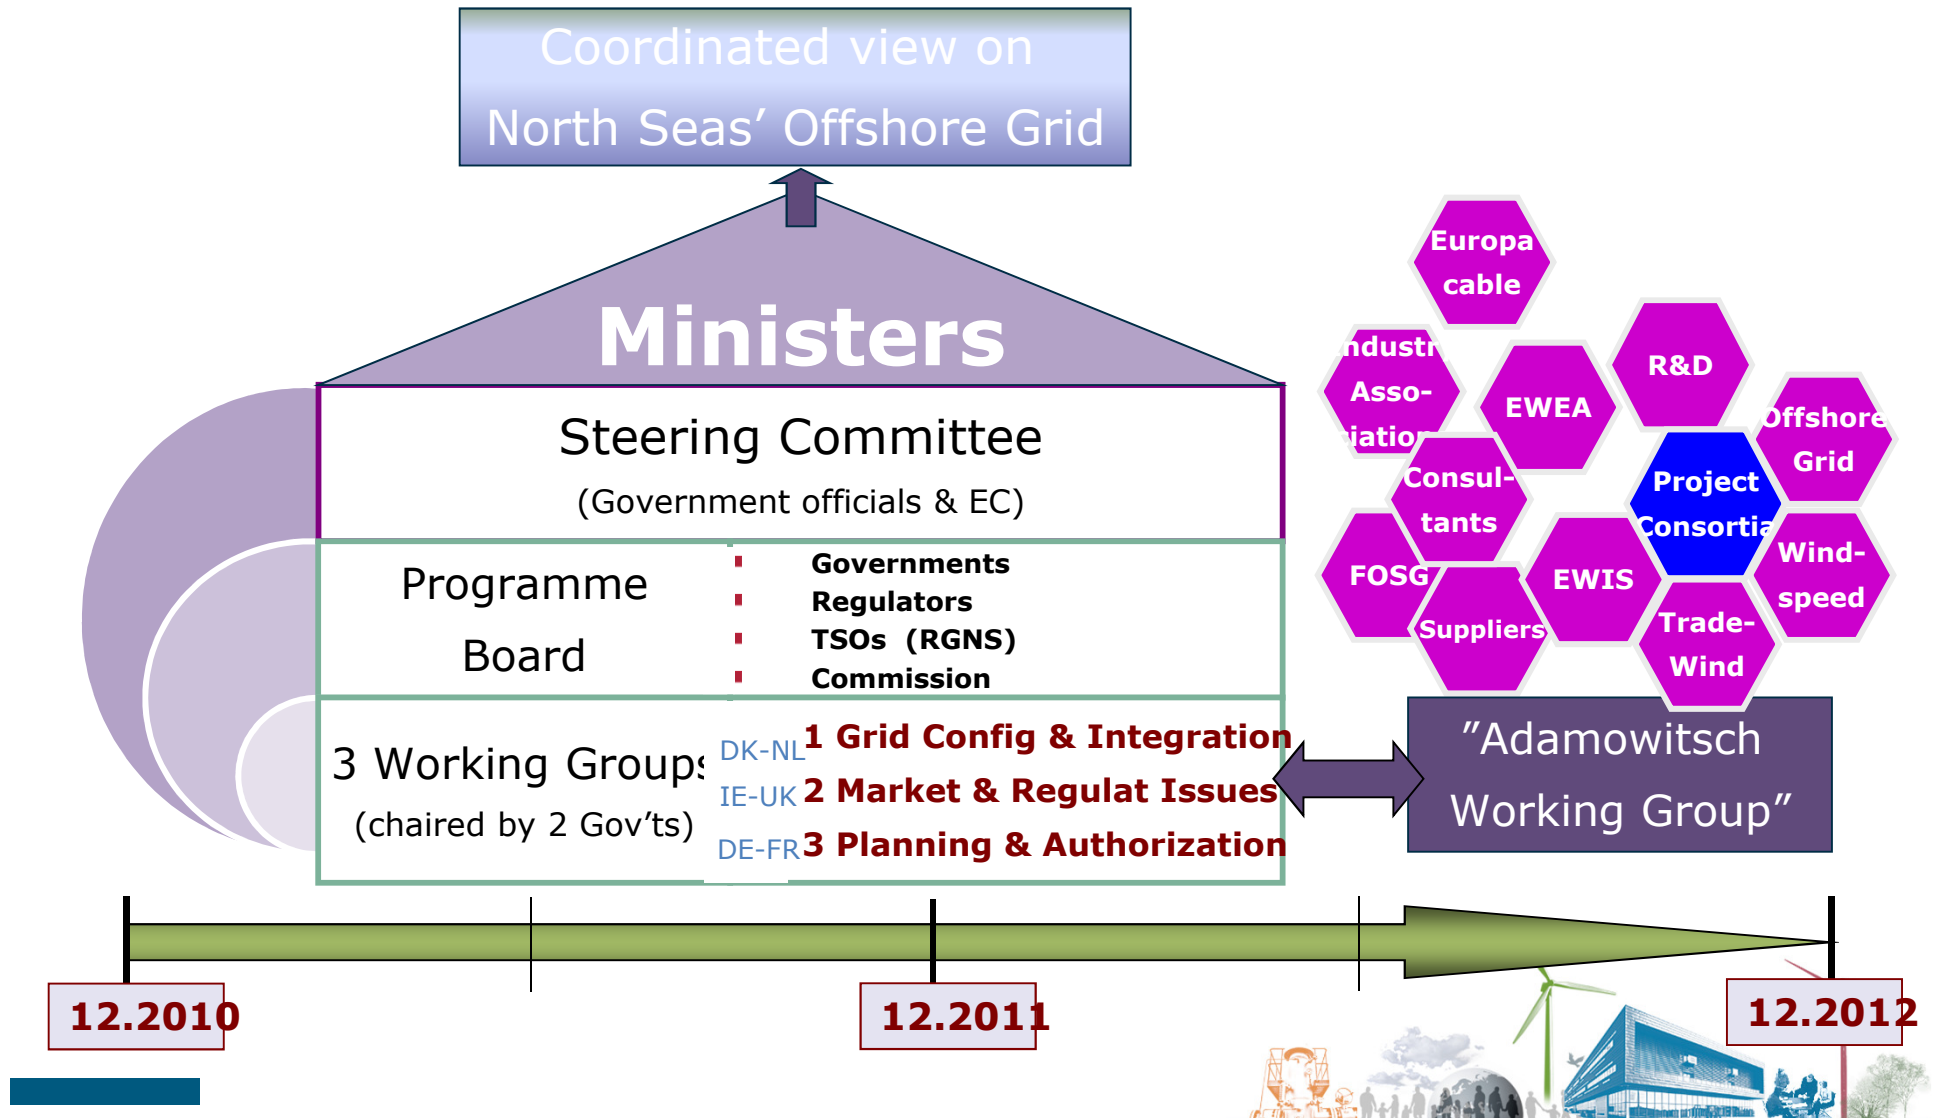 Coordinated view on
North Seas’ Offshore Grid
Ministers
Steering Committee
(Government officials & EC)
Programme
Board
Governments
Regulators
TSOs (RGNS)
Commission
3 Working Groups
(chaired by 2 Gov’ts)
DK-NL 1 Grid Config & Integration
IE-UK 2 Market & Regulat Issues
DE-FR 3 Planning & Authorization
Europa
cable
ndustr
Asso-
ciation
EWEA
R&D
Offshore
Grid
Consul-
tants
Project
Consortia
FOSG
Suppliers
EWIS
Wind-
speed
Trade-
Wind
”Adamowitsch
Working Group”
12.2010
12.2011
12.2012